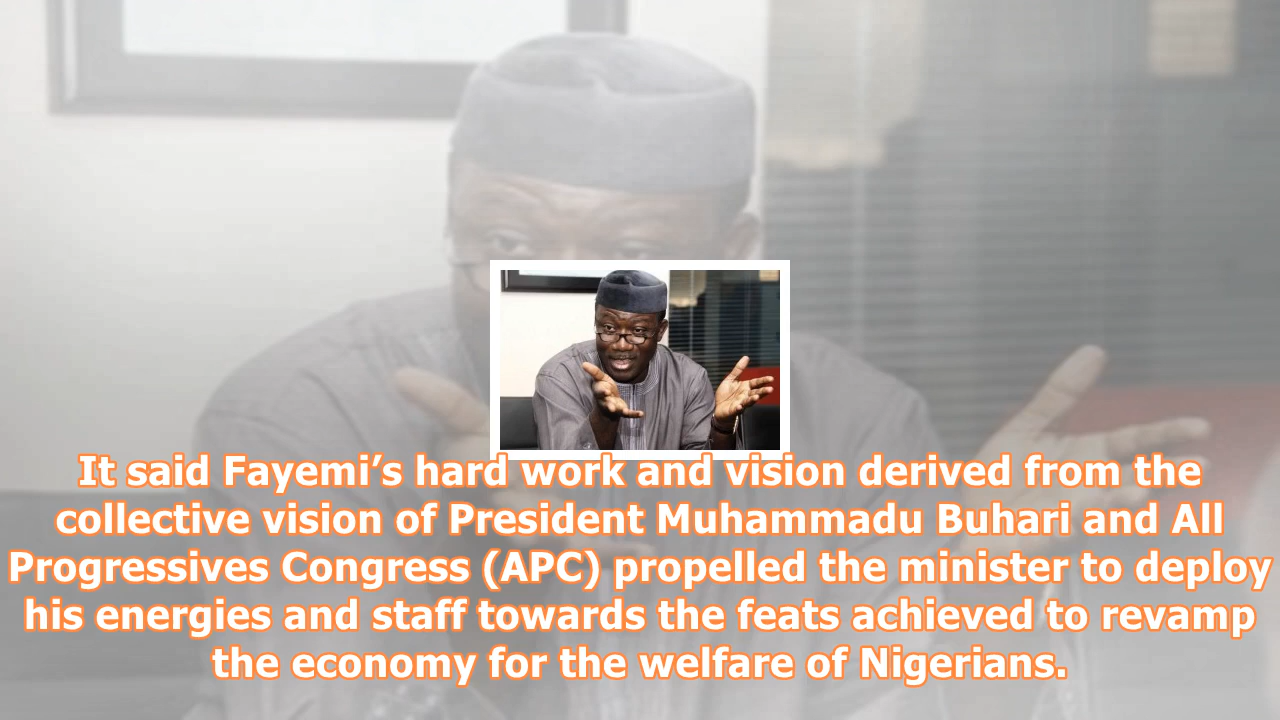 It said Fayemi’s hard work and vision derived from the
collective vision of President Muhammadu Buhari and All
Progressives Congress (APC) propelled the minister to deploy
his energies and staff towards the feats achieved to revamp
the economy for the welfare of Nigerians.